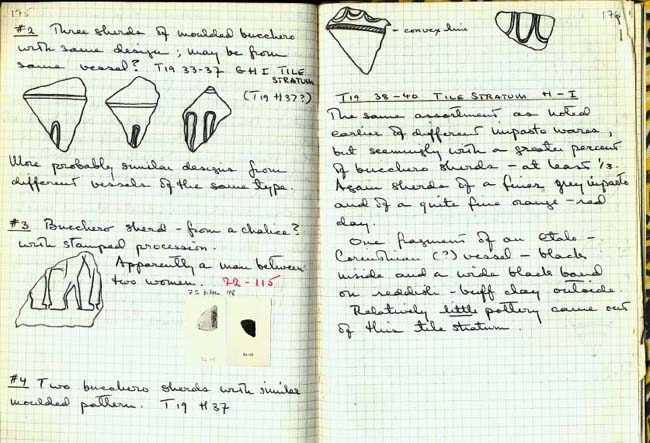 175
#2 Three sherds of moulded bucchero
with same design; may be from
same vessel? T19 33-37 GHI TILE
STRATUM
(T19 H37?)
More probably similar designs from
different vessels of the same type.
#3 Bucchero sherd - from a chalice?
with stamped procession.
Apparently a man between
two women. 72-115
#4 Two bucchero sherds with similar
moulded pattern. T19 H37
176
- convex line
T19 38-40 TILE STRATUM H-I
The same assortment as noted
earlier of different impasto wares,
but seemingly with a greater percent
of bucchero sherds - at least 1/3.
Again sherds of a finer, grey impasto
and of a quite fine orange-red
clay.
One fragment of an Etalo-
Corinthian (?) vessel - black
inside and a wide black band
on reddish-buff clay outside.
Relatively little pottery came out
of this tile stratum.